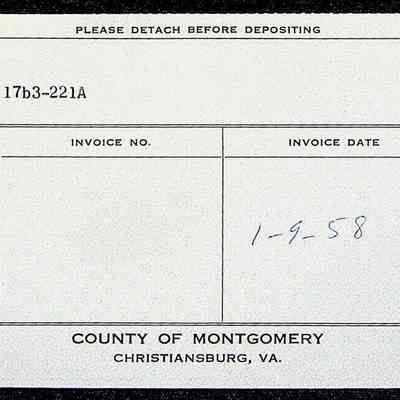 PLEASE DETACH BEFORE DEPOSITING
17b3-221A
INVOICE NO. INVOICE DATE
1-9-58
COUNTY OF MONTGOMERY
CHRISTIANSBURG, VA.